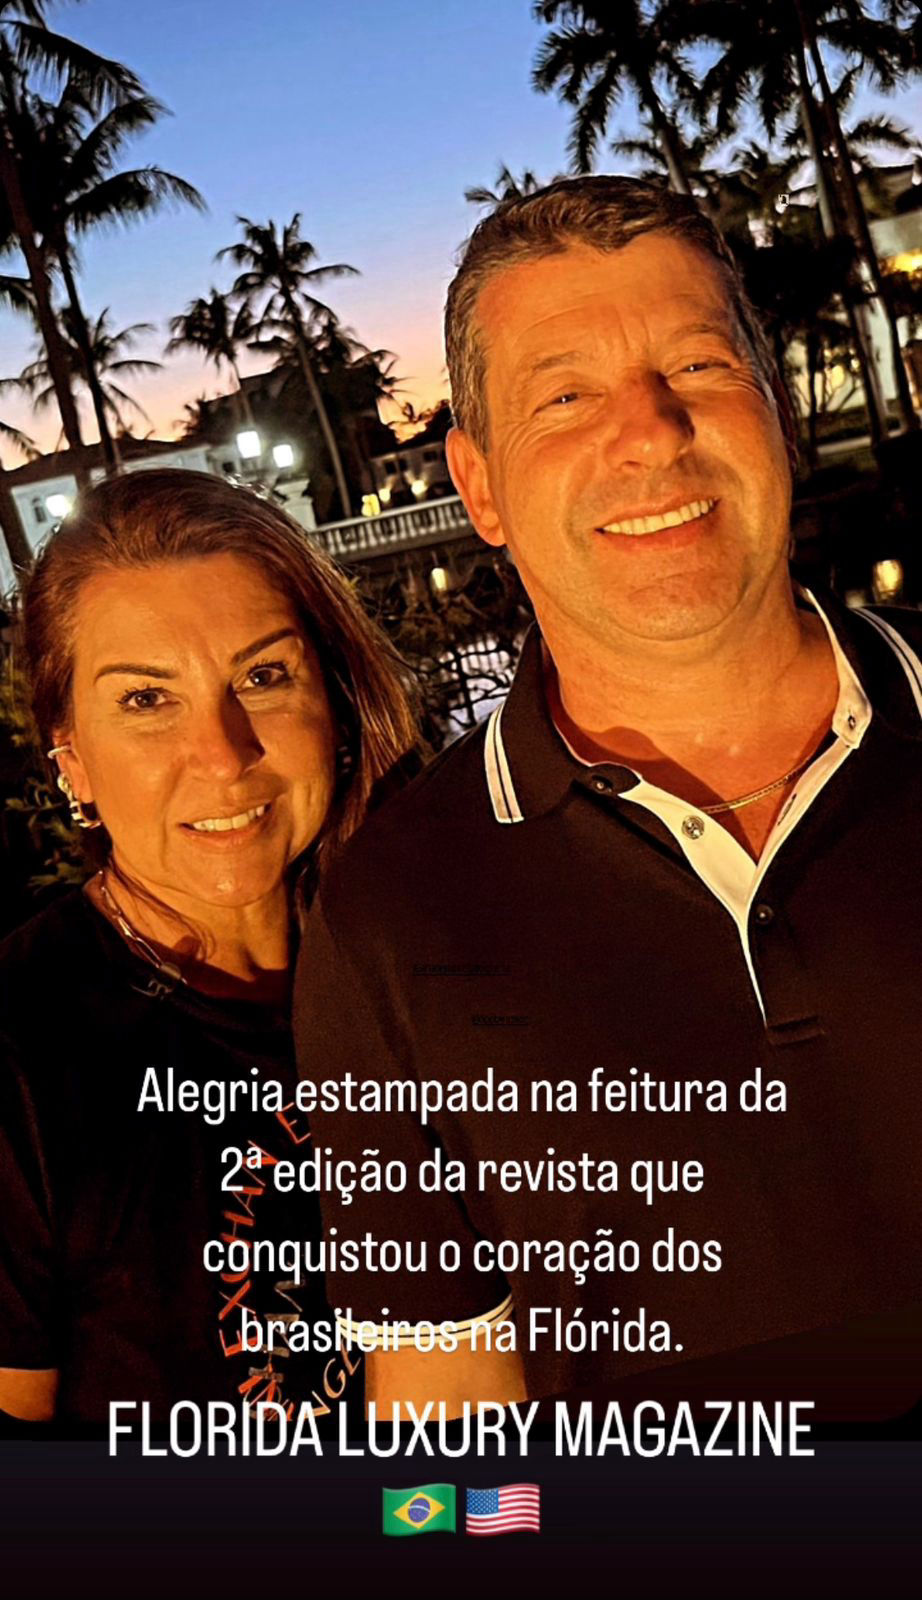 Alegria estampada na feitura da
2ª edição da revista que
conquistou o coração dos
brasileiros na Flórida.
FLORIDA LUXURY MAGAZINE